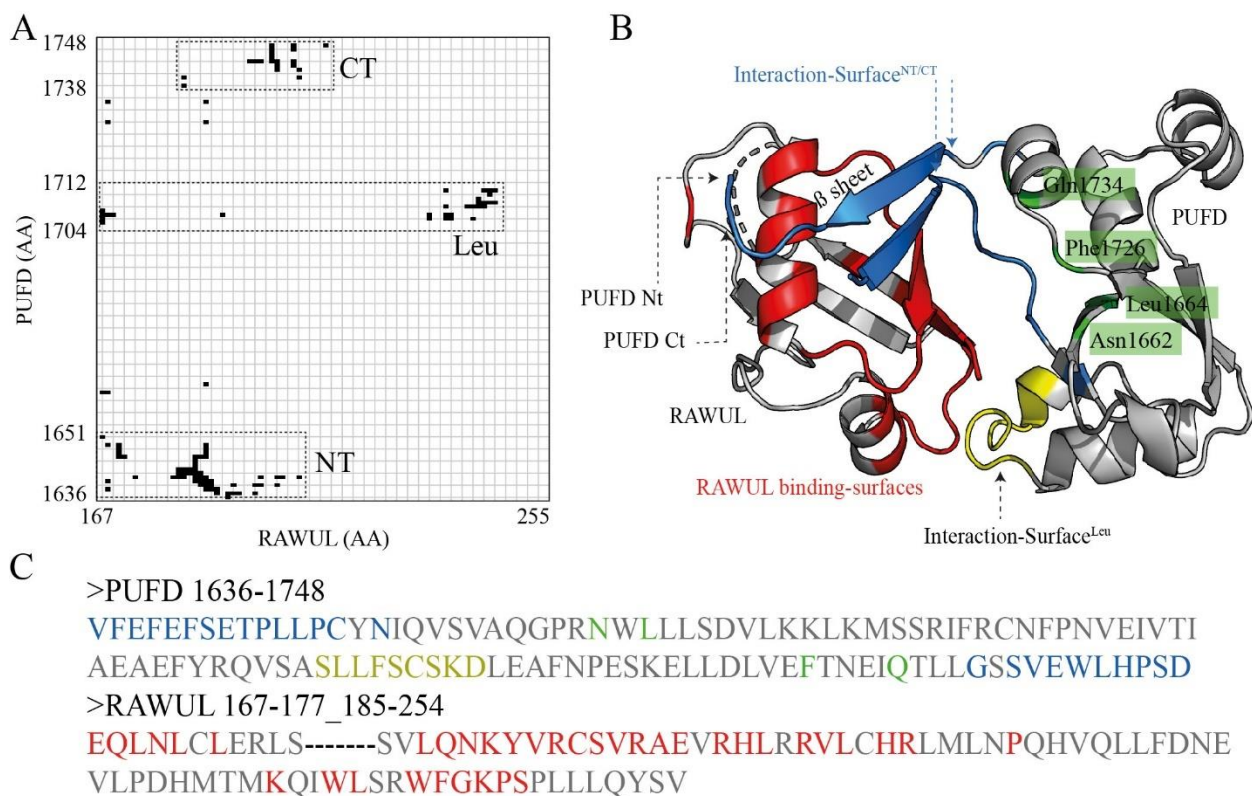 A
1748
1738
1712
1704
1651
1636
PUFD (AA)
CT
Leu
NT
167
255
RAWUL (AA)
B
Interaction-Surface^NT/CT
ß sheet
Gln1734
PUFD
Phe1726
Leu1664
Asn1662
PUFD Nt
PUFD Ct
RAWUL
RAWUL binding-surfaces
Interaction-Surface^Leu
C
>PUFD 1636-1748
VFEFEFSETPLLPCYNIQVSVAQGPRNWLLLSDVLKKLKMSSRIFRCNFPNVEIVTI
AEAEFYRQVSASLLFSCSKDLEAFNPESKELLDLVEFTNEIQTLLGSSVEWLHPSD
>RAWUL 167-177_185-254
EQLNLCLERLS-------SVLQNKYVRCSVRAEVRHLRRVLCHRLMLNPQHVQLLFDNE
VLPDHMTMKQIWLSRWFGKPSPLLLQYSV